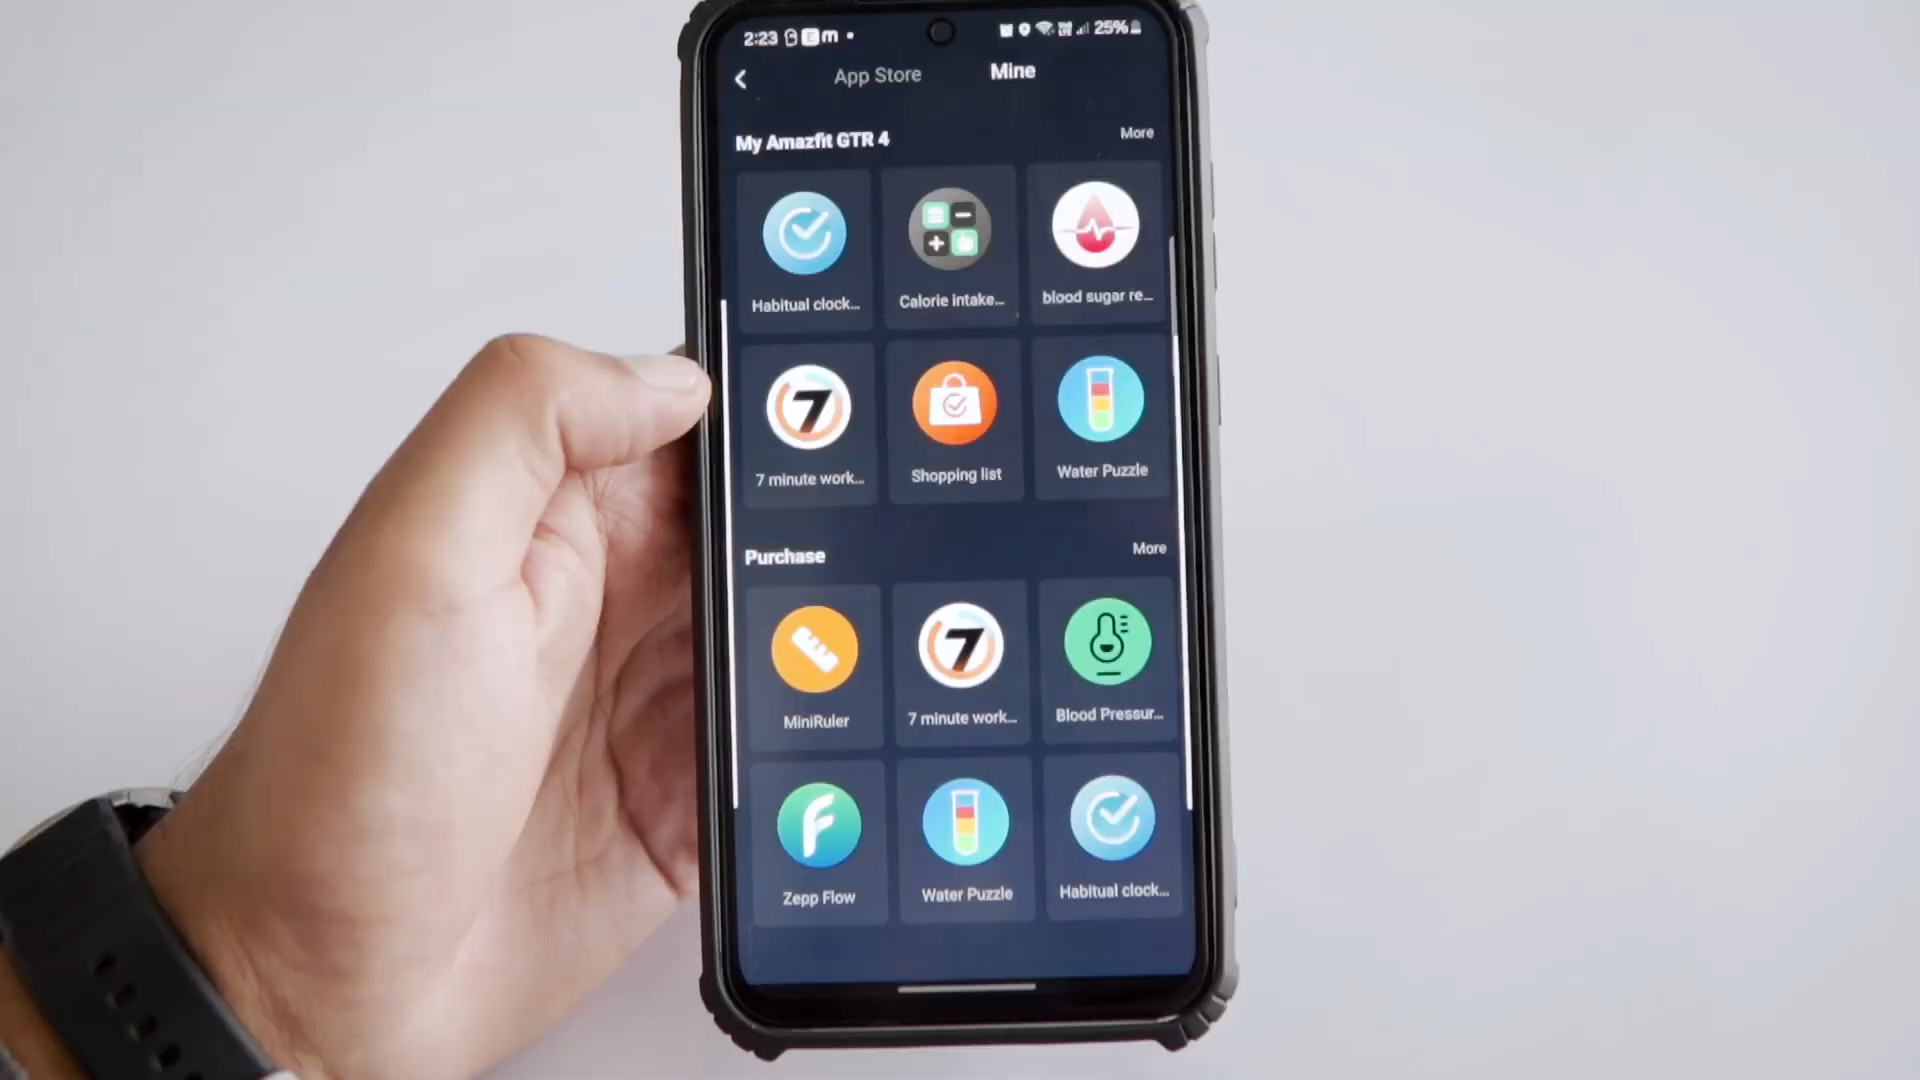 2:23 m 25%
App Store Mine
My Amazfit GTR 4 More
Habitual clock... Calorie intake... blood sugar re...
7 7 minute work... Shopping list Water Puzzle
Purchase More
MiniRuler 7 7 minute work... Blood Pressur...
Zepp Flow Water Puzzle Habitual clock...